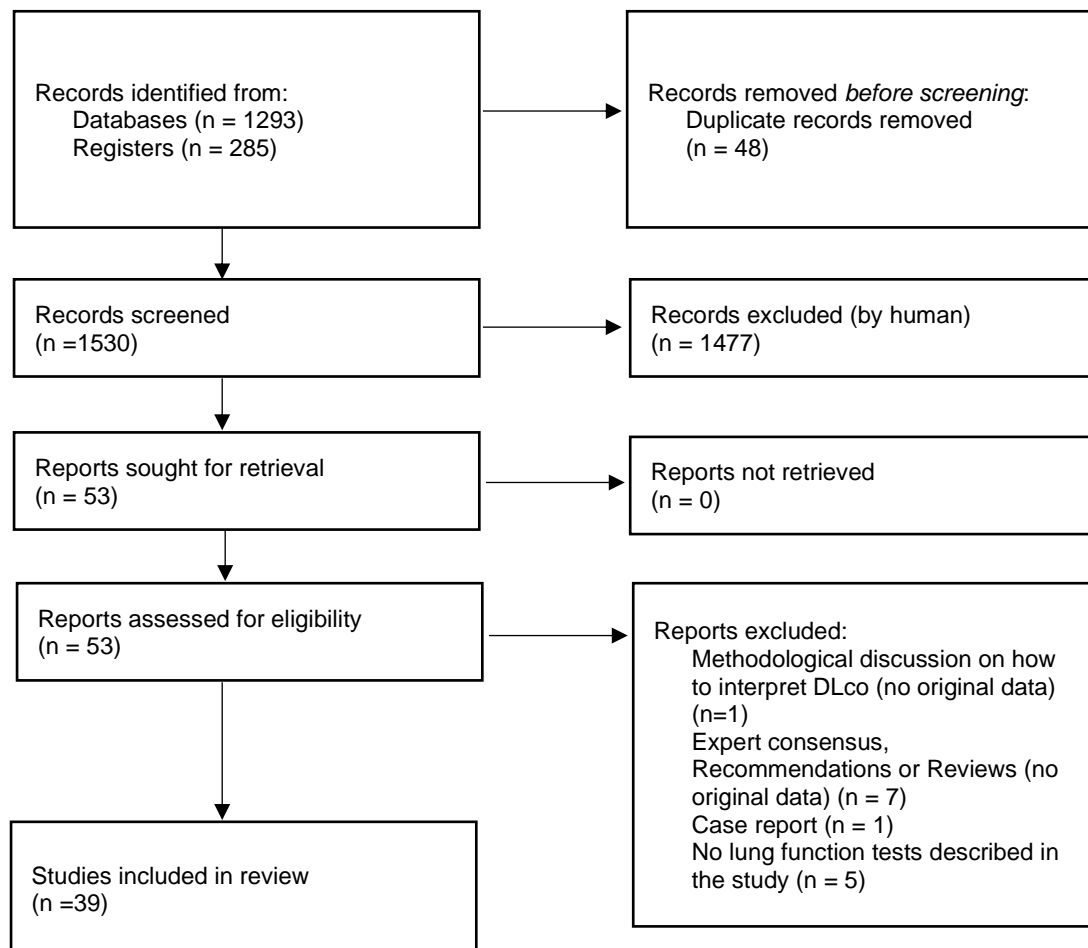 Records identified from:
Databases (n = 1293)
Registers (n = 285)
Records removed before screening:
Duplicate records removed
(n = 48)
Records screened
(n =1530)
Records excluded (by human)
(n = 1477)
Reports sought for retrieval
(n = 53)
Reports not retrieved
(n = 0)
Reports assessed for eligibility
(n = 53)
Reports excluded:
Methodological discussion on how
to interpret DLco (no original data)
(n=1)
Expert consensus,
Recommendations or Reviews (no
original data) (n = 7)
Case report (n = 1)
No lung function tests described in
the study (n = 5)
Studies included in review
(n =39)